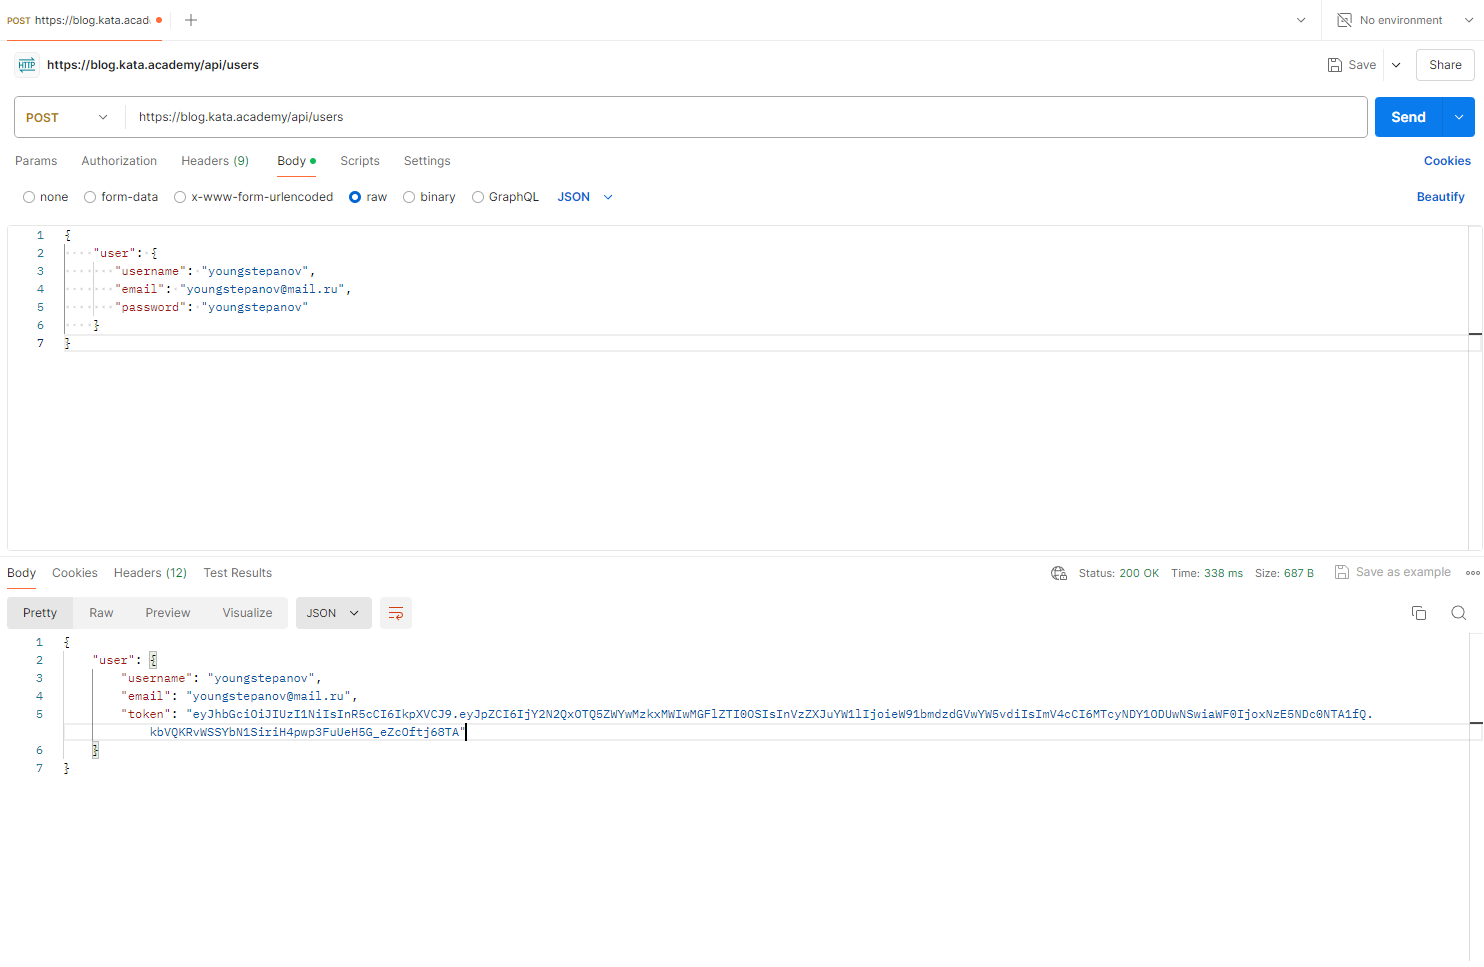 POST https://blog.kata.acad
No environment
HTTP https://blog.kata.academy/api/users
Save
Share
POST
https://blog.kata.academy/api/users
Send
Params Authorization Headers (9) Body Scripts Settings
Cookies
none form-data x-www-form-urlencoded raw binary GraphQL JSON
Beautify
1 {
2 "user": {
3 "username": "youngstepanov",
4 "email": "youngstepanov@mail.ru",
5 "password": "youngstepanov"
6 }
7 }
Body Cookies Headers (12) Test Results
Status: 200 OK Time: 338 ms Size: 687 B
Save as example
Pretty Raw Preview Visualize JSON
1 {
2 "user": {
3 "username": "youngstepanov",
4 "email": "youngstepanov@mail.ru",
5 "token": "eyJhbGciOiJIUzI1NiIsInR5cCI6IkpXVCJ9.eyJpZCI6IjY2N2QxOTQ5ZWYwMzkxMWIwMGFlZTI0OSIsInVzZXJuYW1lIjoieW91bmdzdGVwYW5vdiIsImV4cCI6MTcyNDY1ODUwNSwiaWF0IjoxNzE5NDc0NTA1fQ.
kbVQKRvWSSYbN1SiriH4pwp3FuUeH5G_eZcOftj68TA"
6 }
7 }